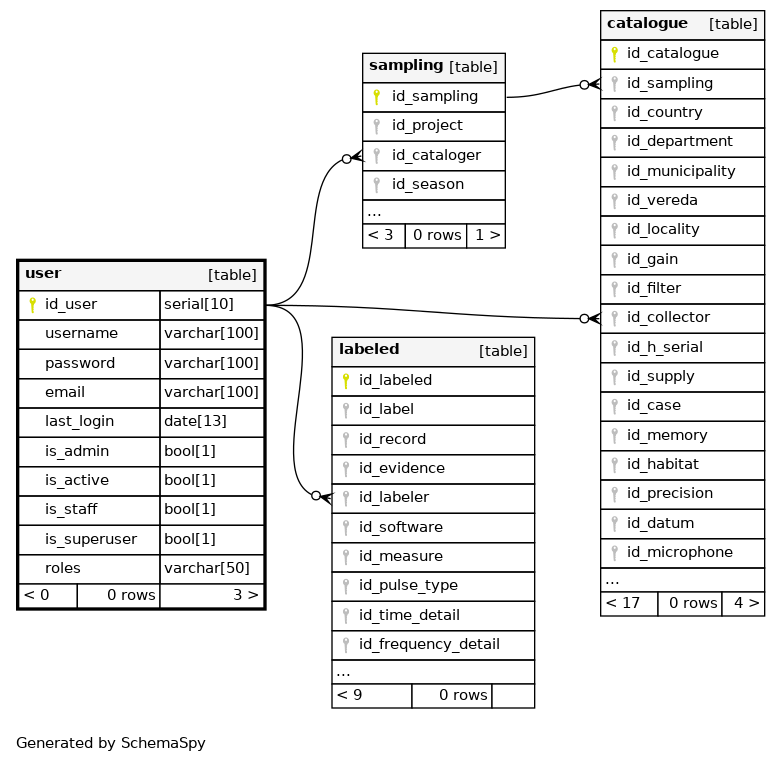 user [table]
id_user serial[10]
username varchar[100]
password varchar[100]
email varchar[100]
last_login date[13]
is_admin bool[1]
is_active bool[1]
is_staff bool[1]
is_superuser bool[1]
roles varchar[50]
< 0 0 rows 3 >
sampling [table]
id_sampling
id_project
id_cataloger
id_season
...
< 3 0 rows 1 >
labeled [table]
id_labeled
id_label
id_record
id_evidence
id_labeler
id_software
id_measure
id_pulse_type
id_time_detail
id_frequency_detail
...
< 9 0 rows
catalogue [table]
id_catalogue
id_sampling
id_country
id_department
id_municipality
id_vereda
id_locality
id_gain
id_filter
id_collector
id_h_serial
id_supply
id_case
id_memory
id_habitat
id_precision
id_datum
id_microphone
...
< 17 0 rows 4 >
Generated by SchemaSpy